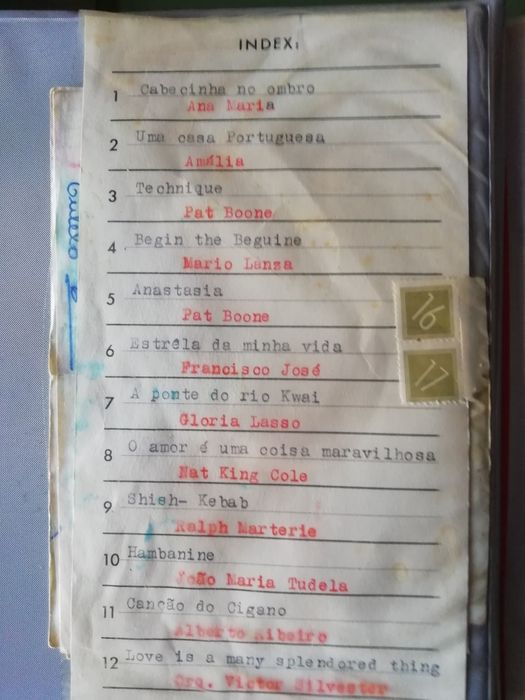 INDEX:
1 Cabecinha no ombro
Ana Maria
2 Uma casa Portuguesa
Amália
3 Technique
Pat Boone
4 Begin the Beguine
Mario Lanza
5 Anastasia
Pat Boone
16
6 Estrêla da minha vida
Francisco José
17
7 A ponte do rio Kwai
Gloria Lasso
8 O amor é uma coisa maravilhosa
Nat King Cole
9 Shish- Kebab
Ralph Marterie
10 Hambanine
João Maria Tudela
11 Canção do Cigano
Alberto Ribeiro
12 Love is a many splendored thing
Orq. Victor Silvester